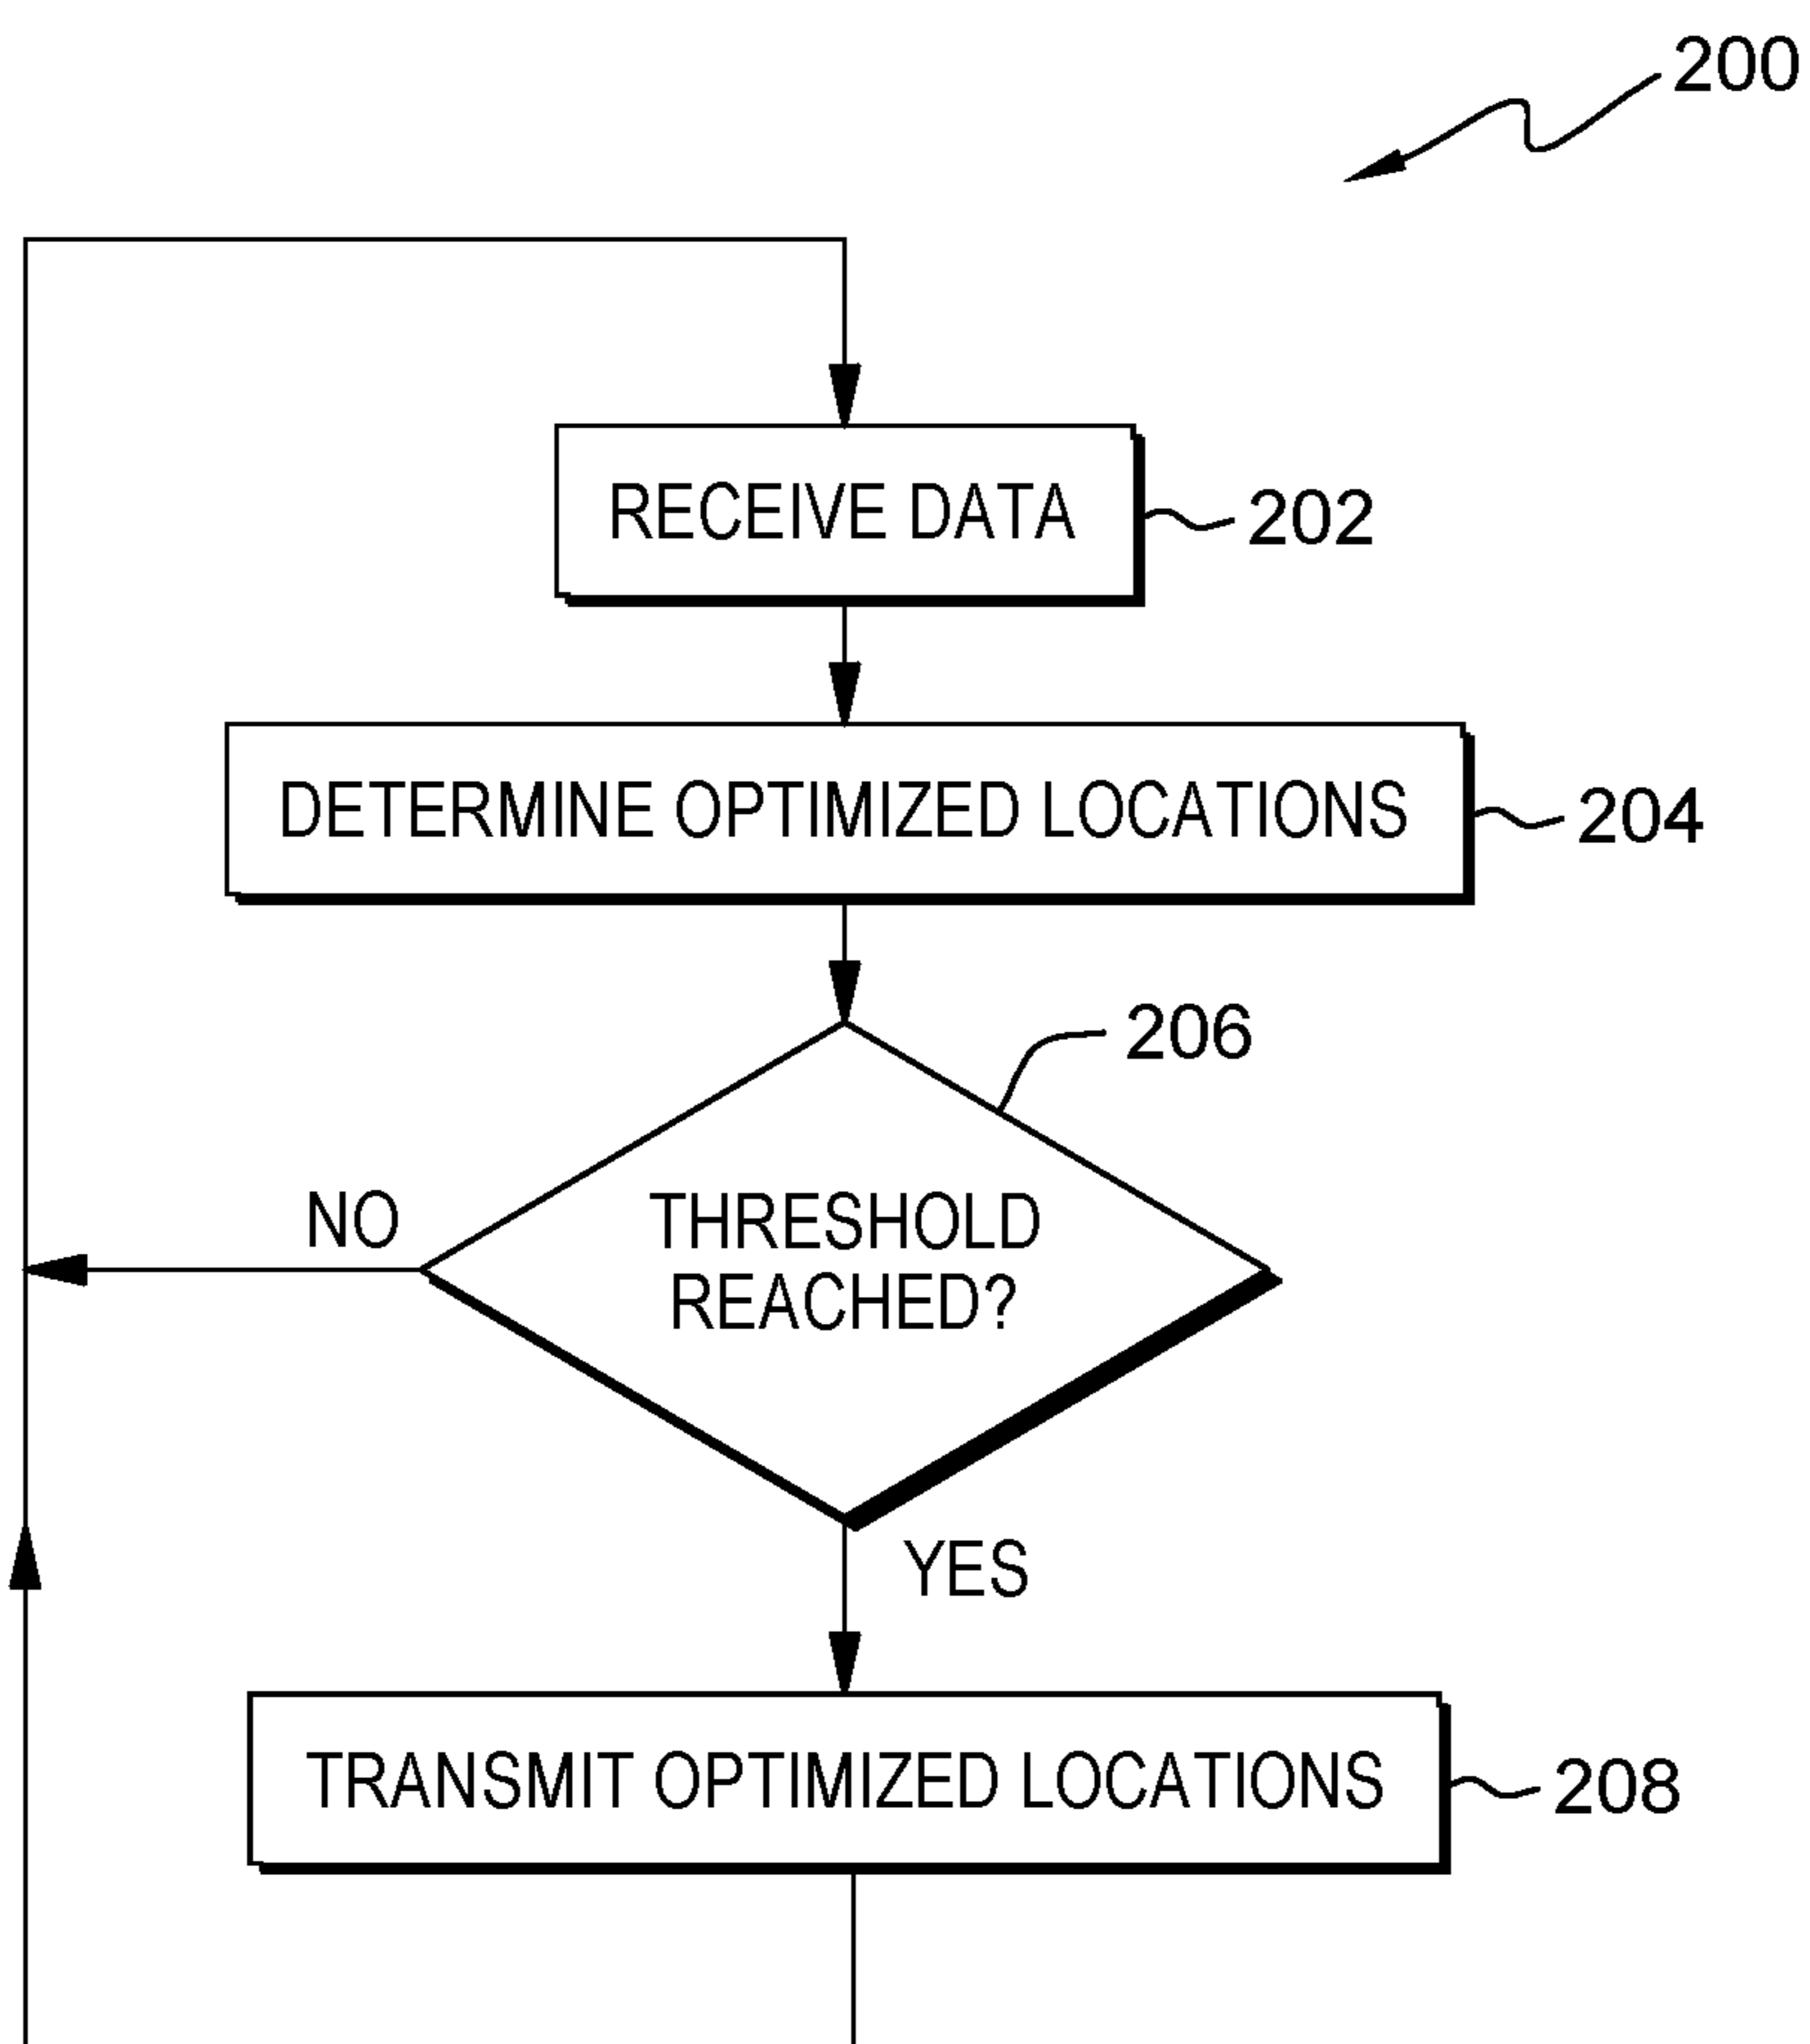 200
RECEIVE DATA
202
DETERMINE OPTIMIZED LOCATIONS
204
206
THRESHOLD
REACHED?
NO
YES
TRANSMIT OPTIMIZED LOCATIONS
208